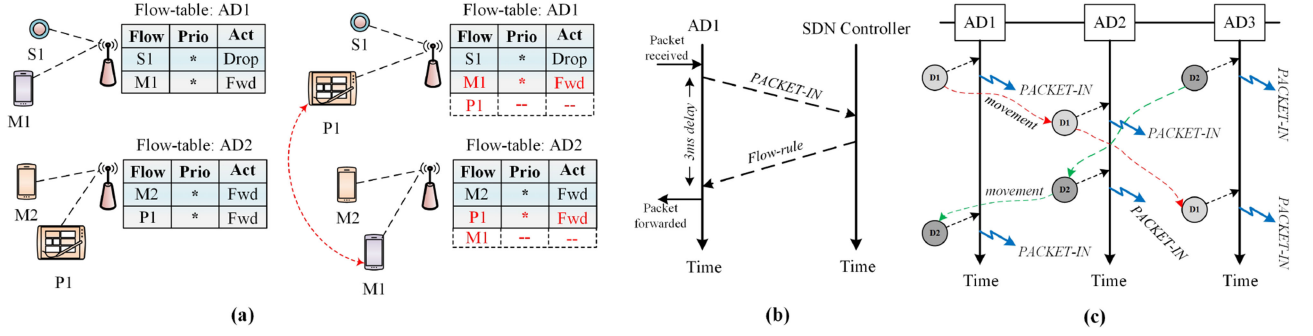 Flow-table: AD1
Flow Prio Act
S1 * Drop
M1 * Fwd
S1
M1
Flow-table: AD2
Flow Prio Act
M2 * Fwd
P1 * Fwd
M2
P1
Flow-table: AD1
Flow Prio Act
S1 * Drop
M1 * Fwd
P1 -- --
S1
P1
Flow-table: AD2
Flow Prio Act
M2 * Fwd
P1 * Fwd
M1 -- --
M2
M1
(a)
AD1
SDN Controller
Packet
received
PACKET-IN
3ms delay
Flow-rule
Packet
forwarded
Time
Time
(b)
AD1
AD2
AD3
D1
PACKET-IN
movement
D1
PACKET-IN
D2
PACKET-IN
D2
movement
PACKET-IN
D1
PACKET-IN
D2
PACKET-IN
Time
Time
Time
(c)